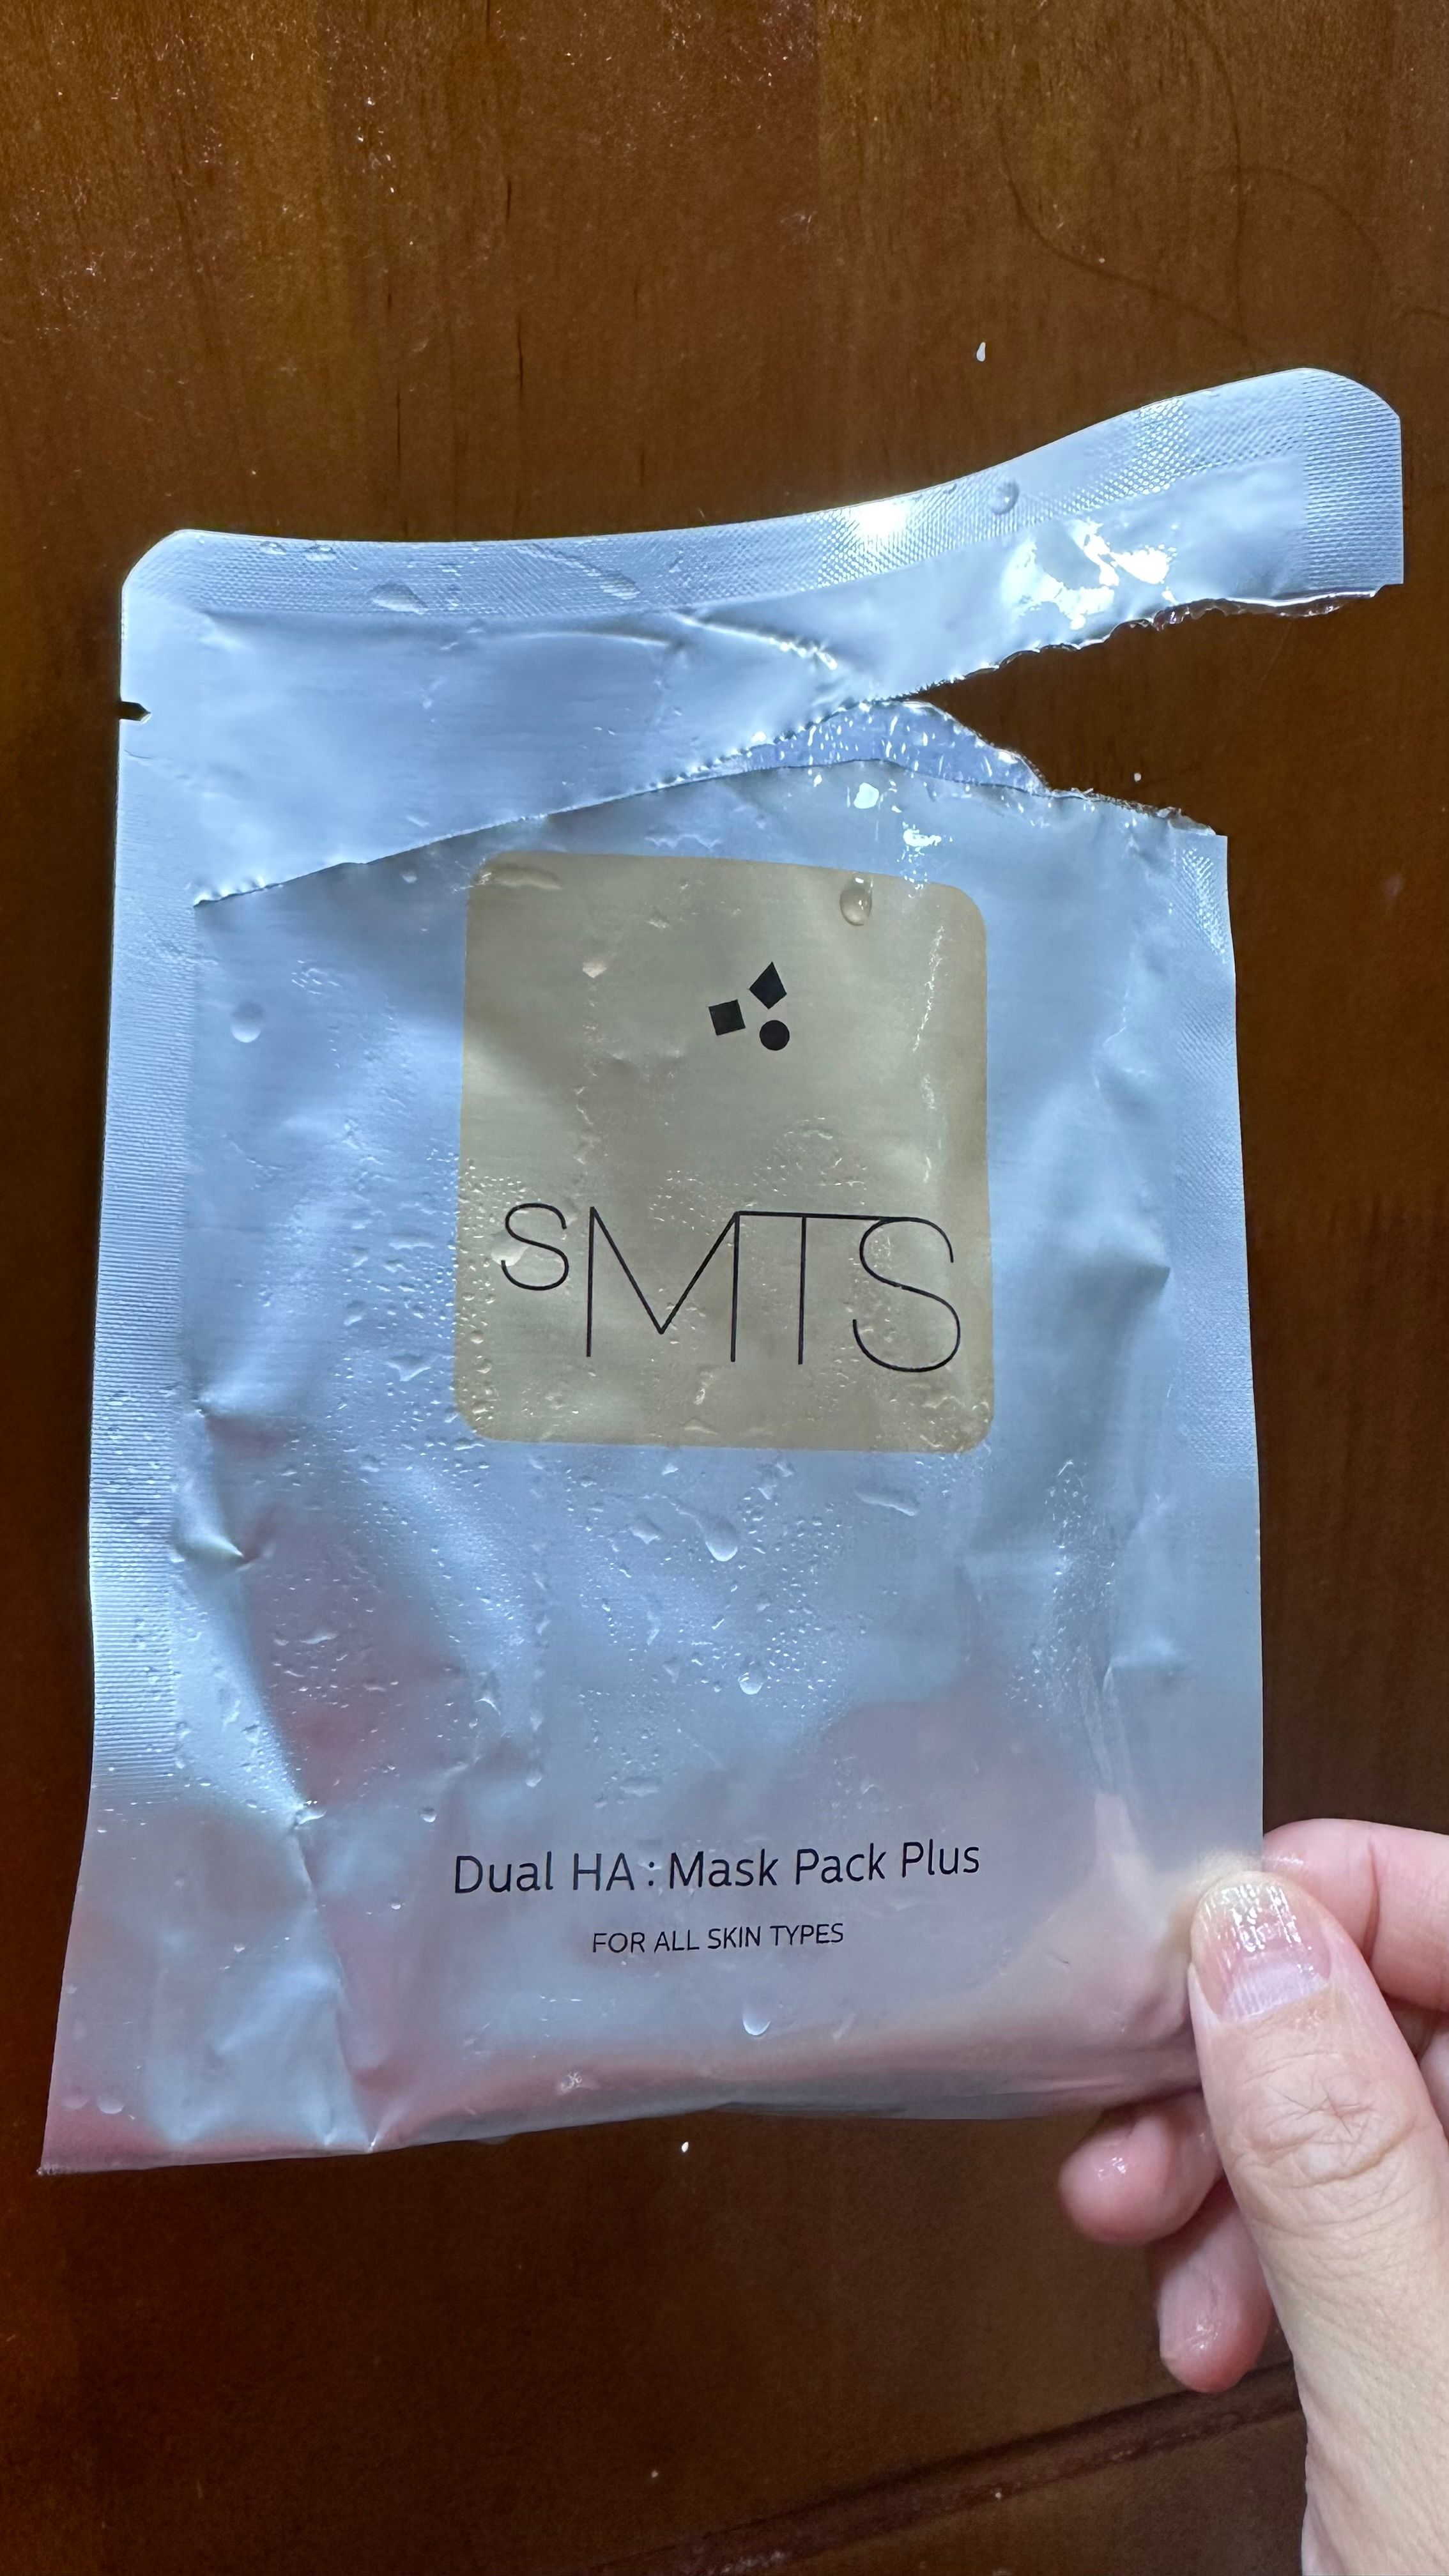 SMTS
Dual HA : Mask Pack Plus
FOR ALL SKIN TYPES